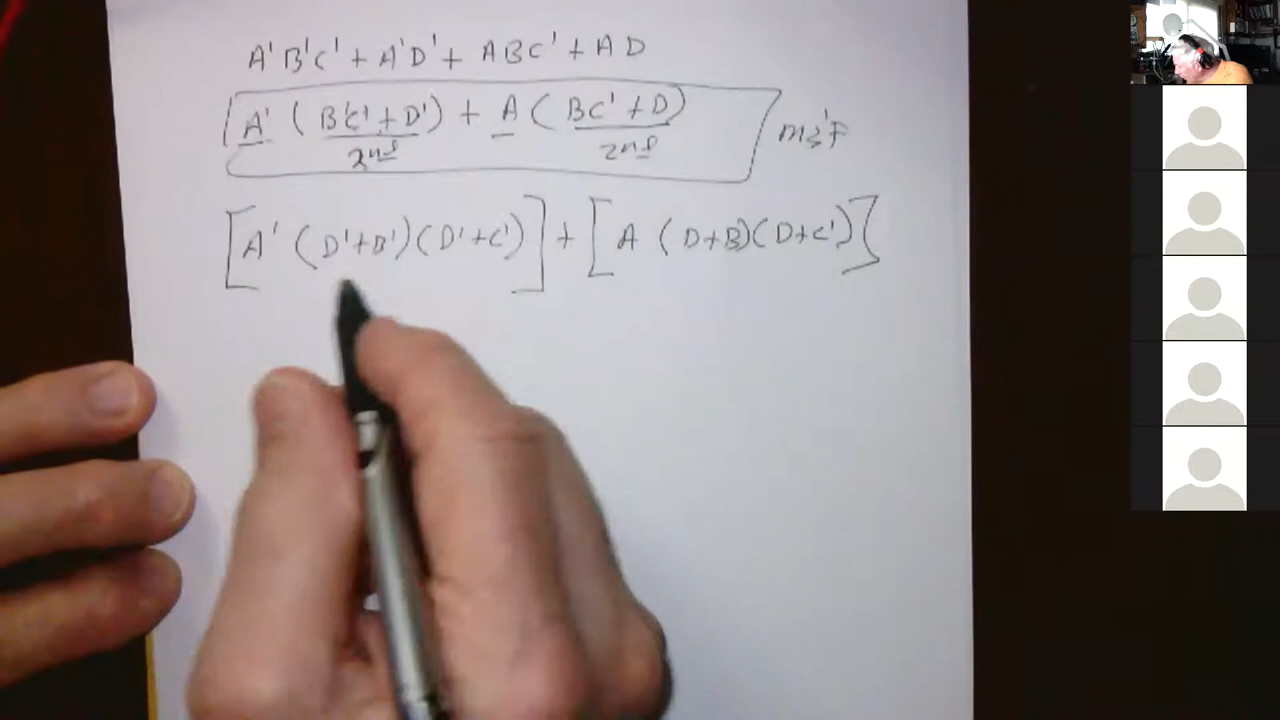 A'B'C' + A'D' + ABC' + AD
A' (B'C' + D') + A (BC' + D)
2nd 2nd
[A' (D'+B')(D'+C')] + [A (D+B)(D+C')]